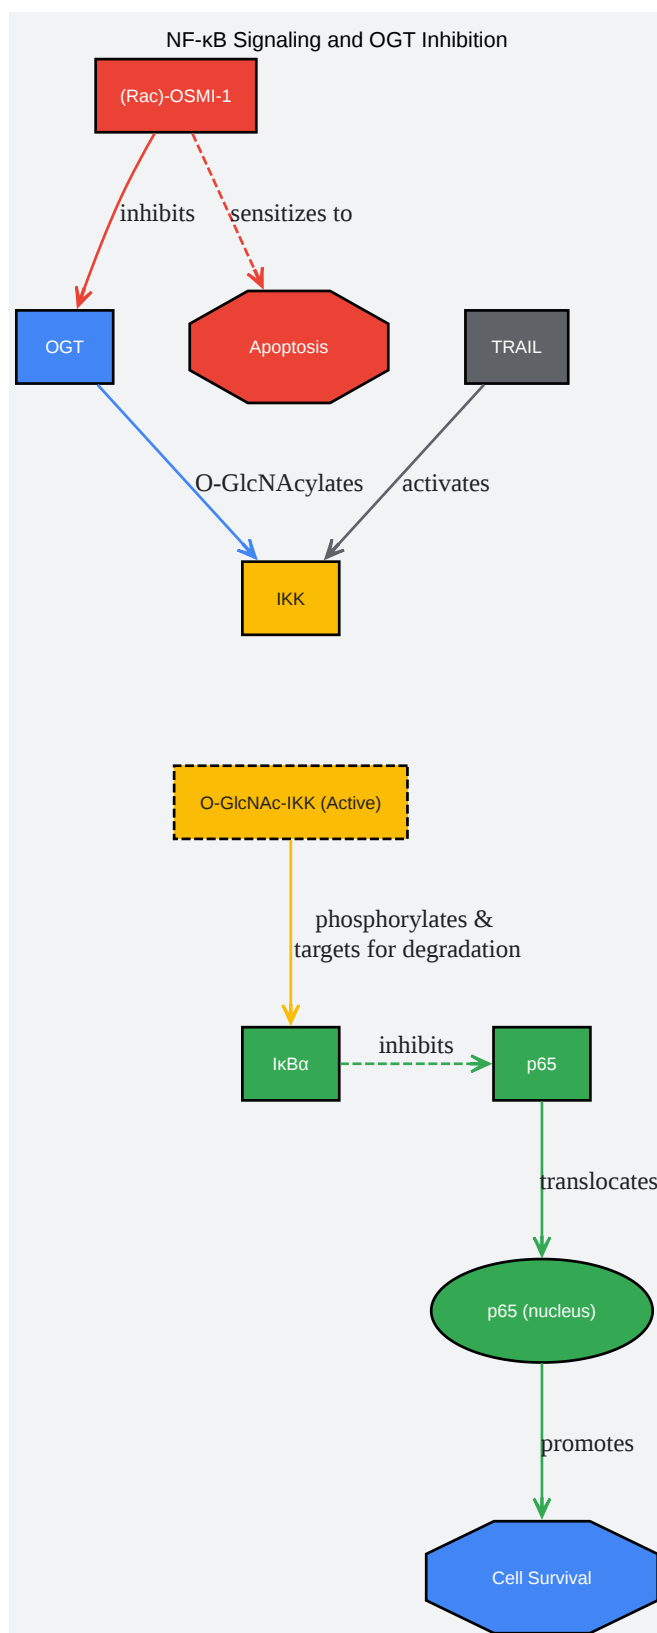 NF-κB Signaling and OGT Inhibition
(Rac)-OSMI-1
inhibits
sensitizes to
OGT
Apoptosis
TRAIL
O-GlcNAcylates
activates
IKK
O-GlcNAc-IKK (Active)
phosphorylates &
targets for degradation
IκBα
inhibits
p65
translocates
p65 (nucleus)
promotes
Cell Survival